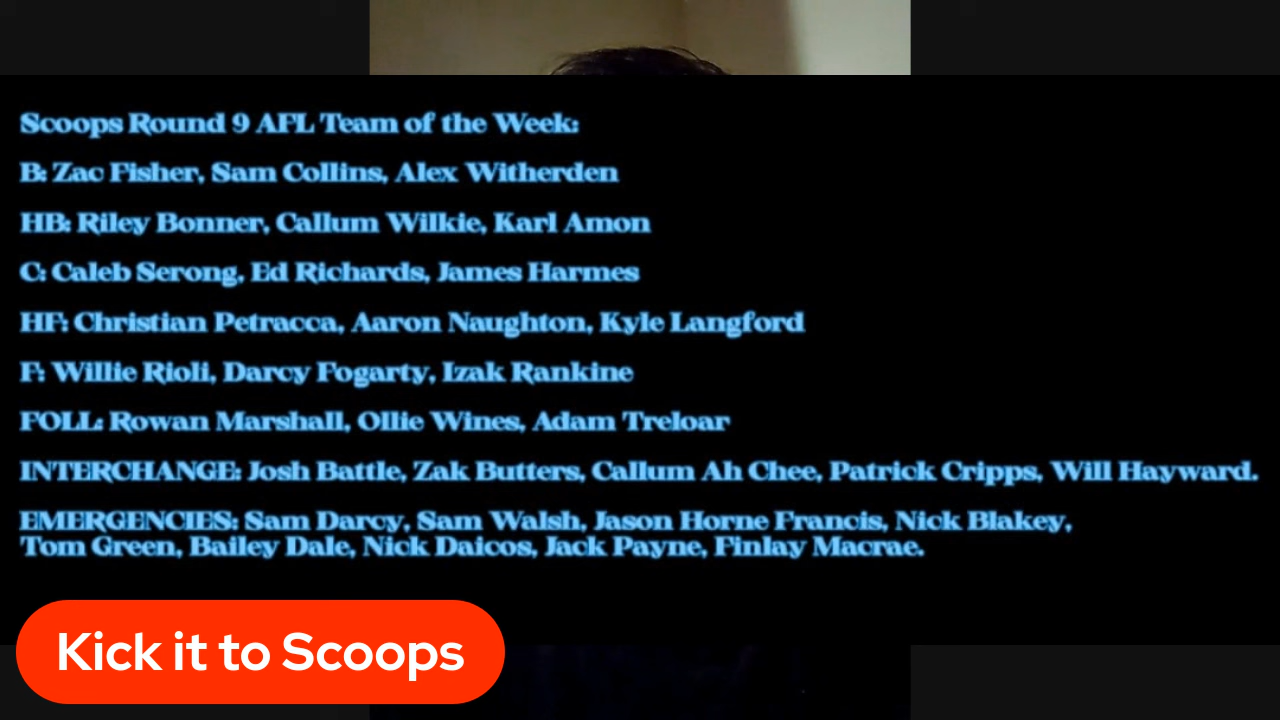 Scoops Round 9 AFL Team of the Week:
B: Zac Fisher, Sam Collins, Alex Witherden
HB: Riley Bonner, Callum Wilkie, Karl Amon
C: Caleb Serong, Ed Richards, James Harmes
HF: Christian Petracca, Aaron Naughton, Kyle Langford
F: Willie Rioli, Darcy Fogarty, Izak Rankine
FOLL: Rowan Marshall, Ollie Wines, Adam Treloar
INTERCHANGE: Josh Battle, Zak Butters, Callum Ah Chee, Patrick Cripps, Will Hayward.
EMERGENCIES: Sam Darcy, Sam Walsh, Jason Horne Francis, Nick Blakey,
Tom Green, Bailey Dale, Nick Daicos, Jack Payne, Finlay Macrae.
Kick it to Scoops